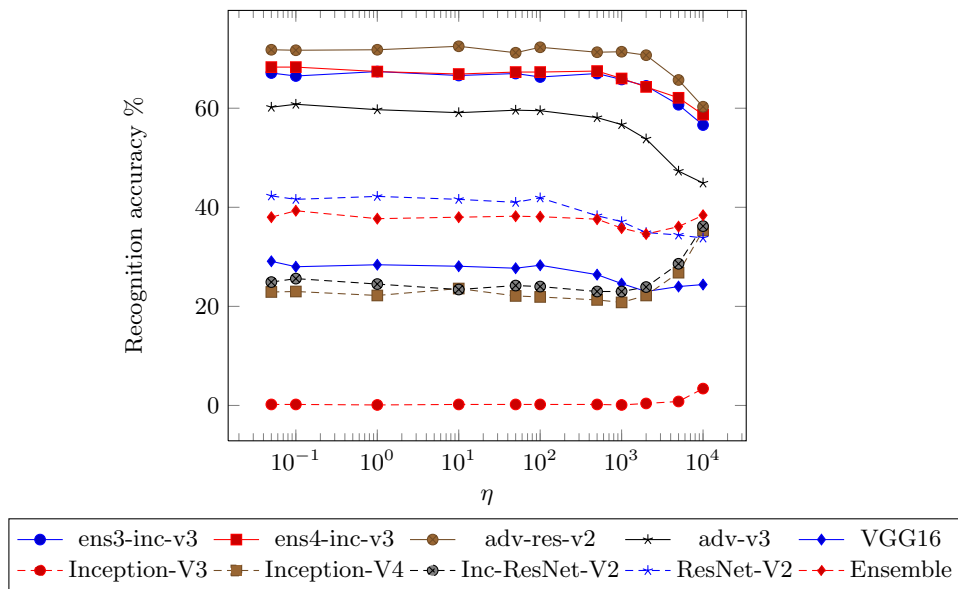 60
40
20
0
Recognition accuracy %
10^−1 10^0 10^1 10^2 10^3 10^4
η
ens3-inc-v3 ens4-inc-v3 adv-res-v2 adv-v3 VGG16
Inception-V3 Inception-V4 Inc-ResNet-V2 ResNet-V2 Ensemble